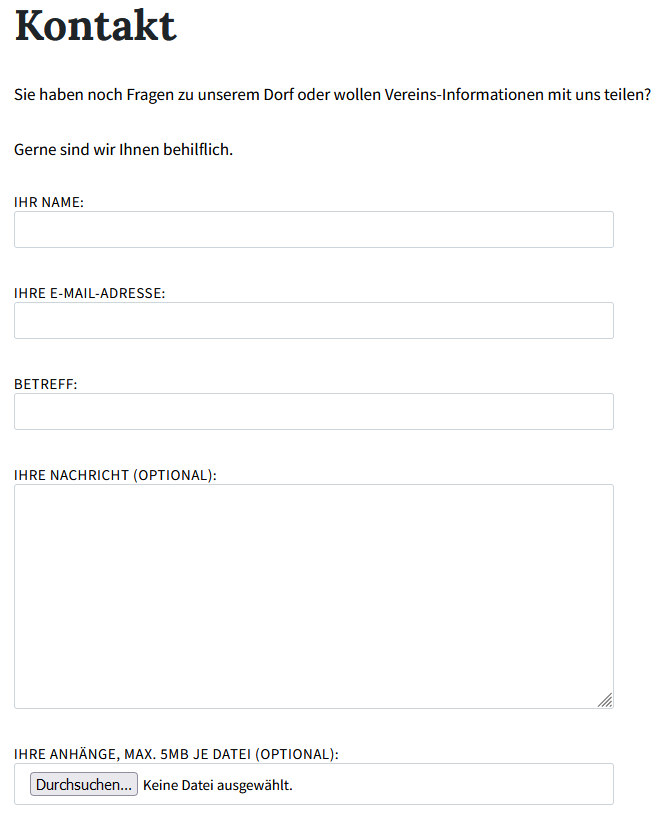 Kontakt
Sie haben noch Fragen zu unserem Dorf oder wollen Vereins-Informationen mit uns teilen?
Gerne sind wir Ihnen behilflich.
IHR NAME:
IHRE E-MAIL-ADRESSE:
BETREFF:
IHRE NACHRICHT (OPTIONAL):
IHRE ANHÄNGE, MAX. 5MB JE DATEI (OPTIONAL):
Durchsuchen... Keine Datei ausgewählt.